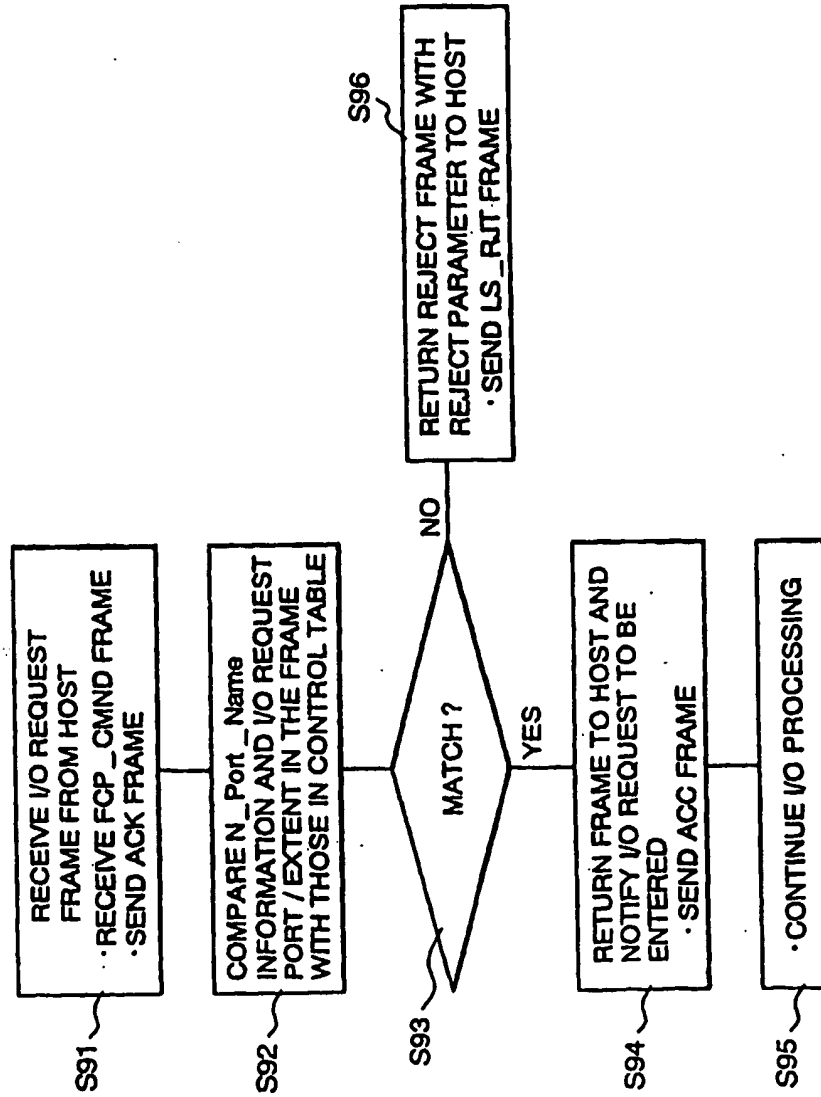 S91
RECEIVE I/O REQUEST
FRAME FROM HOST
·RECEIVE FCP_CMND FRAME
·SEND ACK FRAME
S92
COMPARE N_Port_Name
INFORMATION AND I/O REQUEST
PORT / EXTENT IN THE FRAME
WITH THOSE IN CONTROL TABLE
S93
MATCH ?
NO
YES
S96
RETURN REJECT FRAME WITH
REJECT PARAMETER TO HOST
·SEND LS_RJT FRAME
S94
RETURN FRAME TO HOST AND
NOTIFY I/O REQUEST TO BE
ENTERED
·SEND ACC FRAME
S95
·CONTINUE I/O PROCESSING